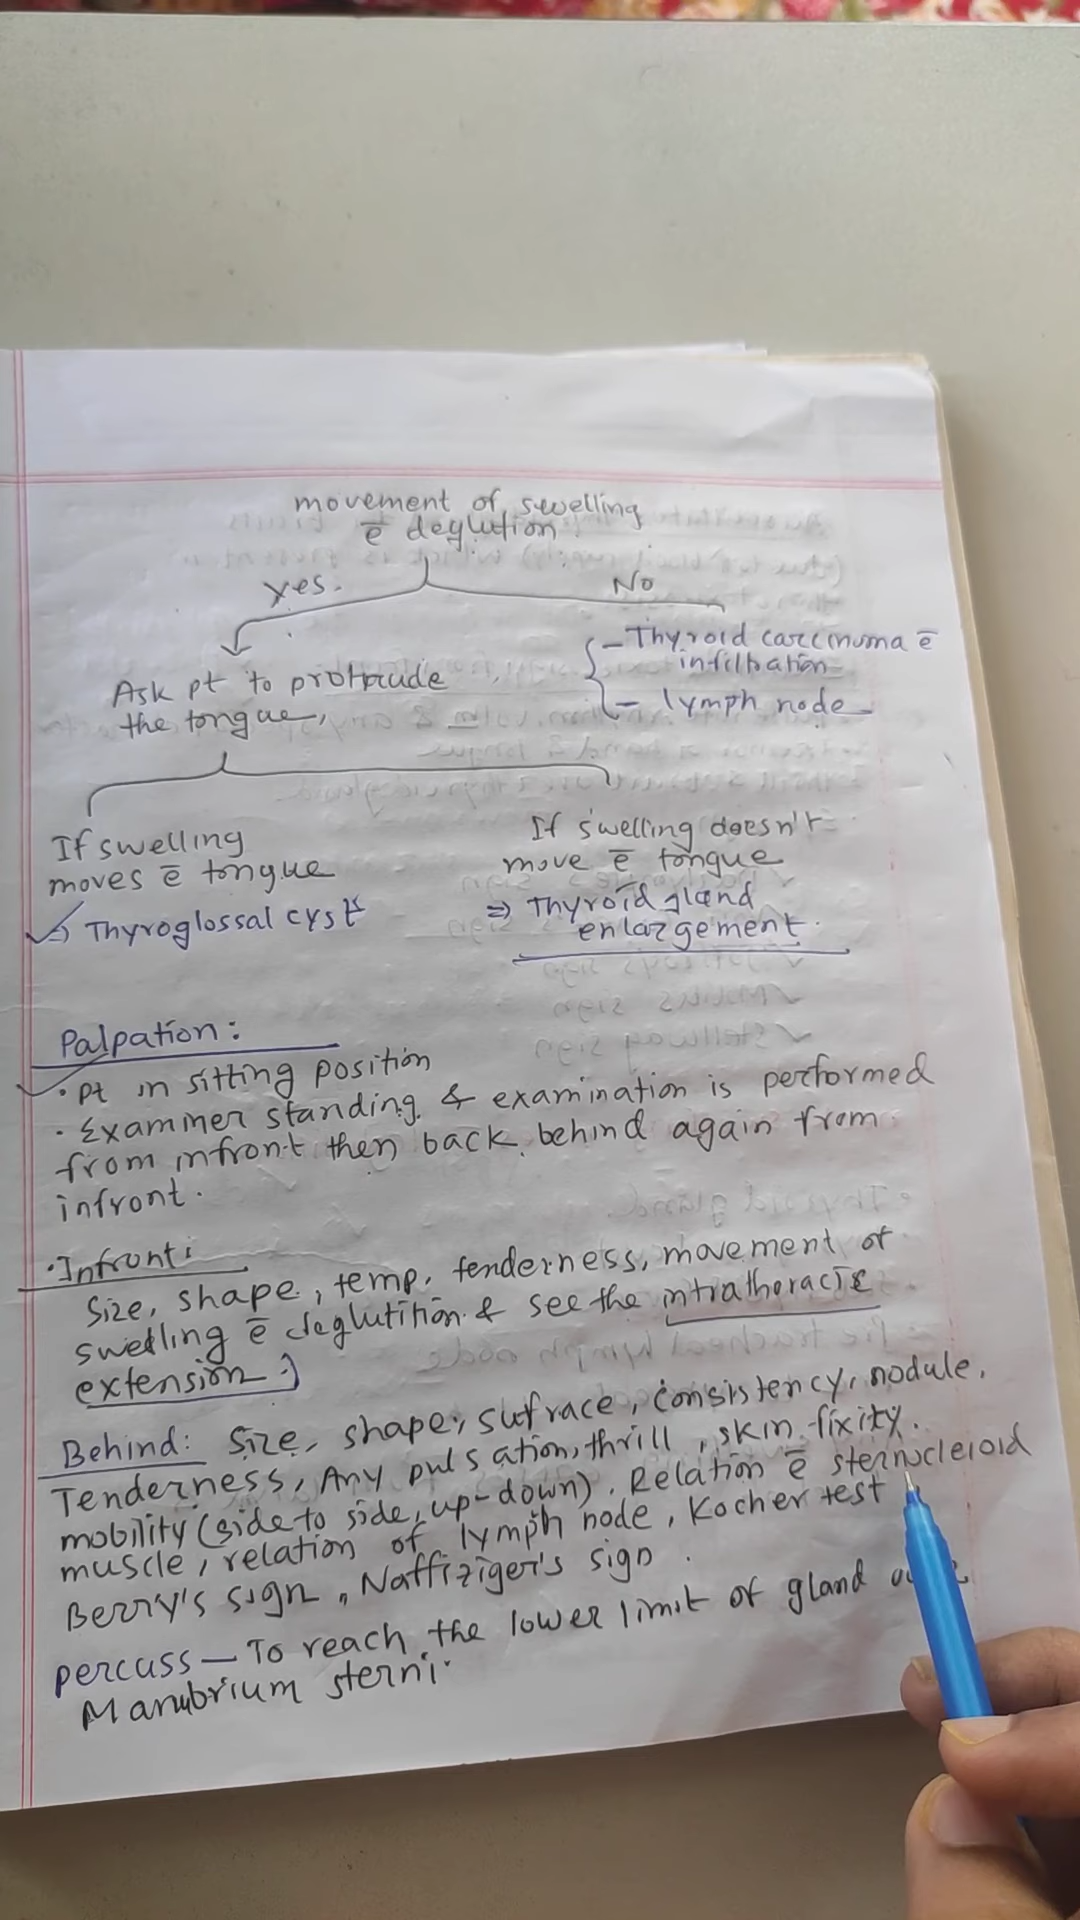 movement of swelling
c̄ deglution
yes.
No
- Thyroid carcinuma c̄
infiltration
- lymph node
Ask pt to protrude
the tongue,
If swelling
moves c̄ tongue
=> Thyroglossal cyst
If swelling doesn't
move c̄ tongue
=> Thyroid gland
enlargement.
Palpation:
· Pt in sitting position
· Examiner standing & examination is performed
from infront then back behind again from
infront.
· Infront:
Size, shape, temp, tenderness, movement of
swelling c̄ deglutition & see the intrathoracic
extension.
Behind: Size, shape, surface, consistency, nodule,
Tenderness, Any pulsation, thrill, skin fixity.
mobility (side to side, up-down). Relation c̄ sternocleioid
muscle, relation of lymph node, Kocher test
Berry's sign, Naffiziger's sign.
percuss — To reach the lower limit of gland
Manubrium sterni.